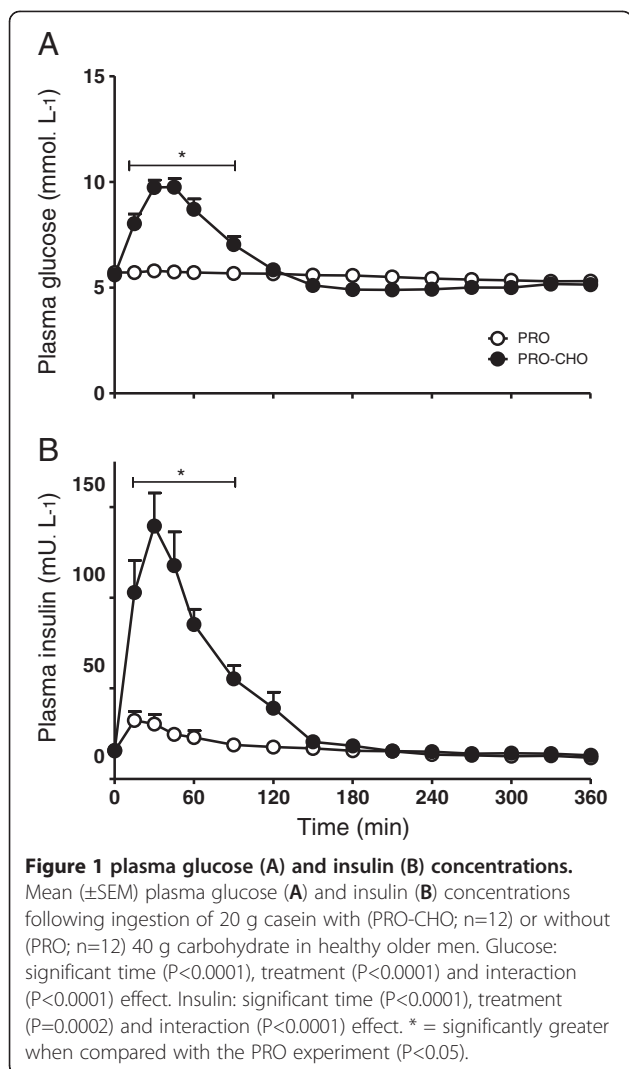 A
Plasma glucose (mmol. L-1)
15
10
5
0
*
PRO
PRO-CHO
B
Plasma insulin (mU. L-1)
150
100
50
0
*
0 60 120 180 240 300 360
Time (min)
Figure 1 plasma glucose (A) and insulin (B) concentrations.
Mean (±SEM) plasma glucose (A) and insulin (B) concentrations
following ingestion of 20 g casein with (PRO-CHO; n=12) or without
(PRO; n=12) 40 g carbohydrate in healthy older men. Glucose:
significant time (P<0.0001), treatment (P<0.0001) and interaction
(P<0.0001) effect. Insulin: significant time (P<0.0001), treatment
(P=0.0002) and interaction (P<0.0001) effect. * = significantly greater
when compared with the PRO experiment (P<0.05).